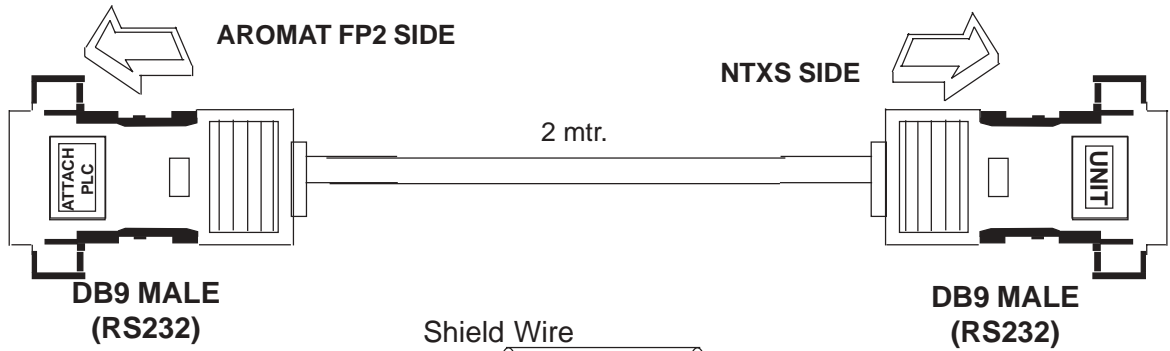 AROMAT FP2 SIDE
NTXS SIDE
2 mtr.
ATTACH
PLC
UNIT
DB9 MALE
(RS232)
DB9 MALE
(RS232)
Shield Wire